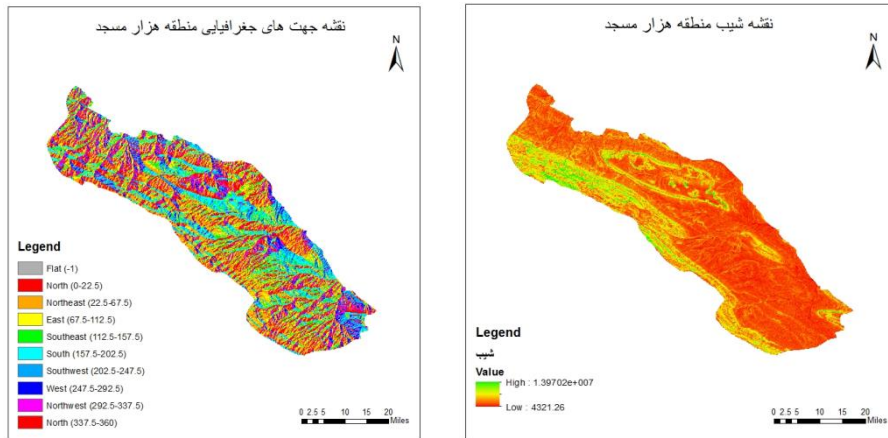 نقشه جهت های جغرافیایی منطقه هزار مسجد
N
Legend
Flat (-1)
North (0-22.5)
Northeast (22.5-67.5)
East (67.5-112.5)
Southeast (112.5-157.5)
South (157.5-202.5)
Southwest (202.5-247.5)
West (247.5-292.5)
Northwest (292.5-337.5)
North (337.5-360)
0 2.5 5 10 15 20
Miles
نقشه شیب منطقه هزار مسجد
N
Legend
شیب
Value
High : 1.39702e+007
Low : 4321.26
0 2.5 5 10 15 20
Miles